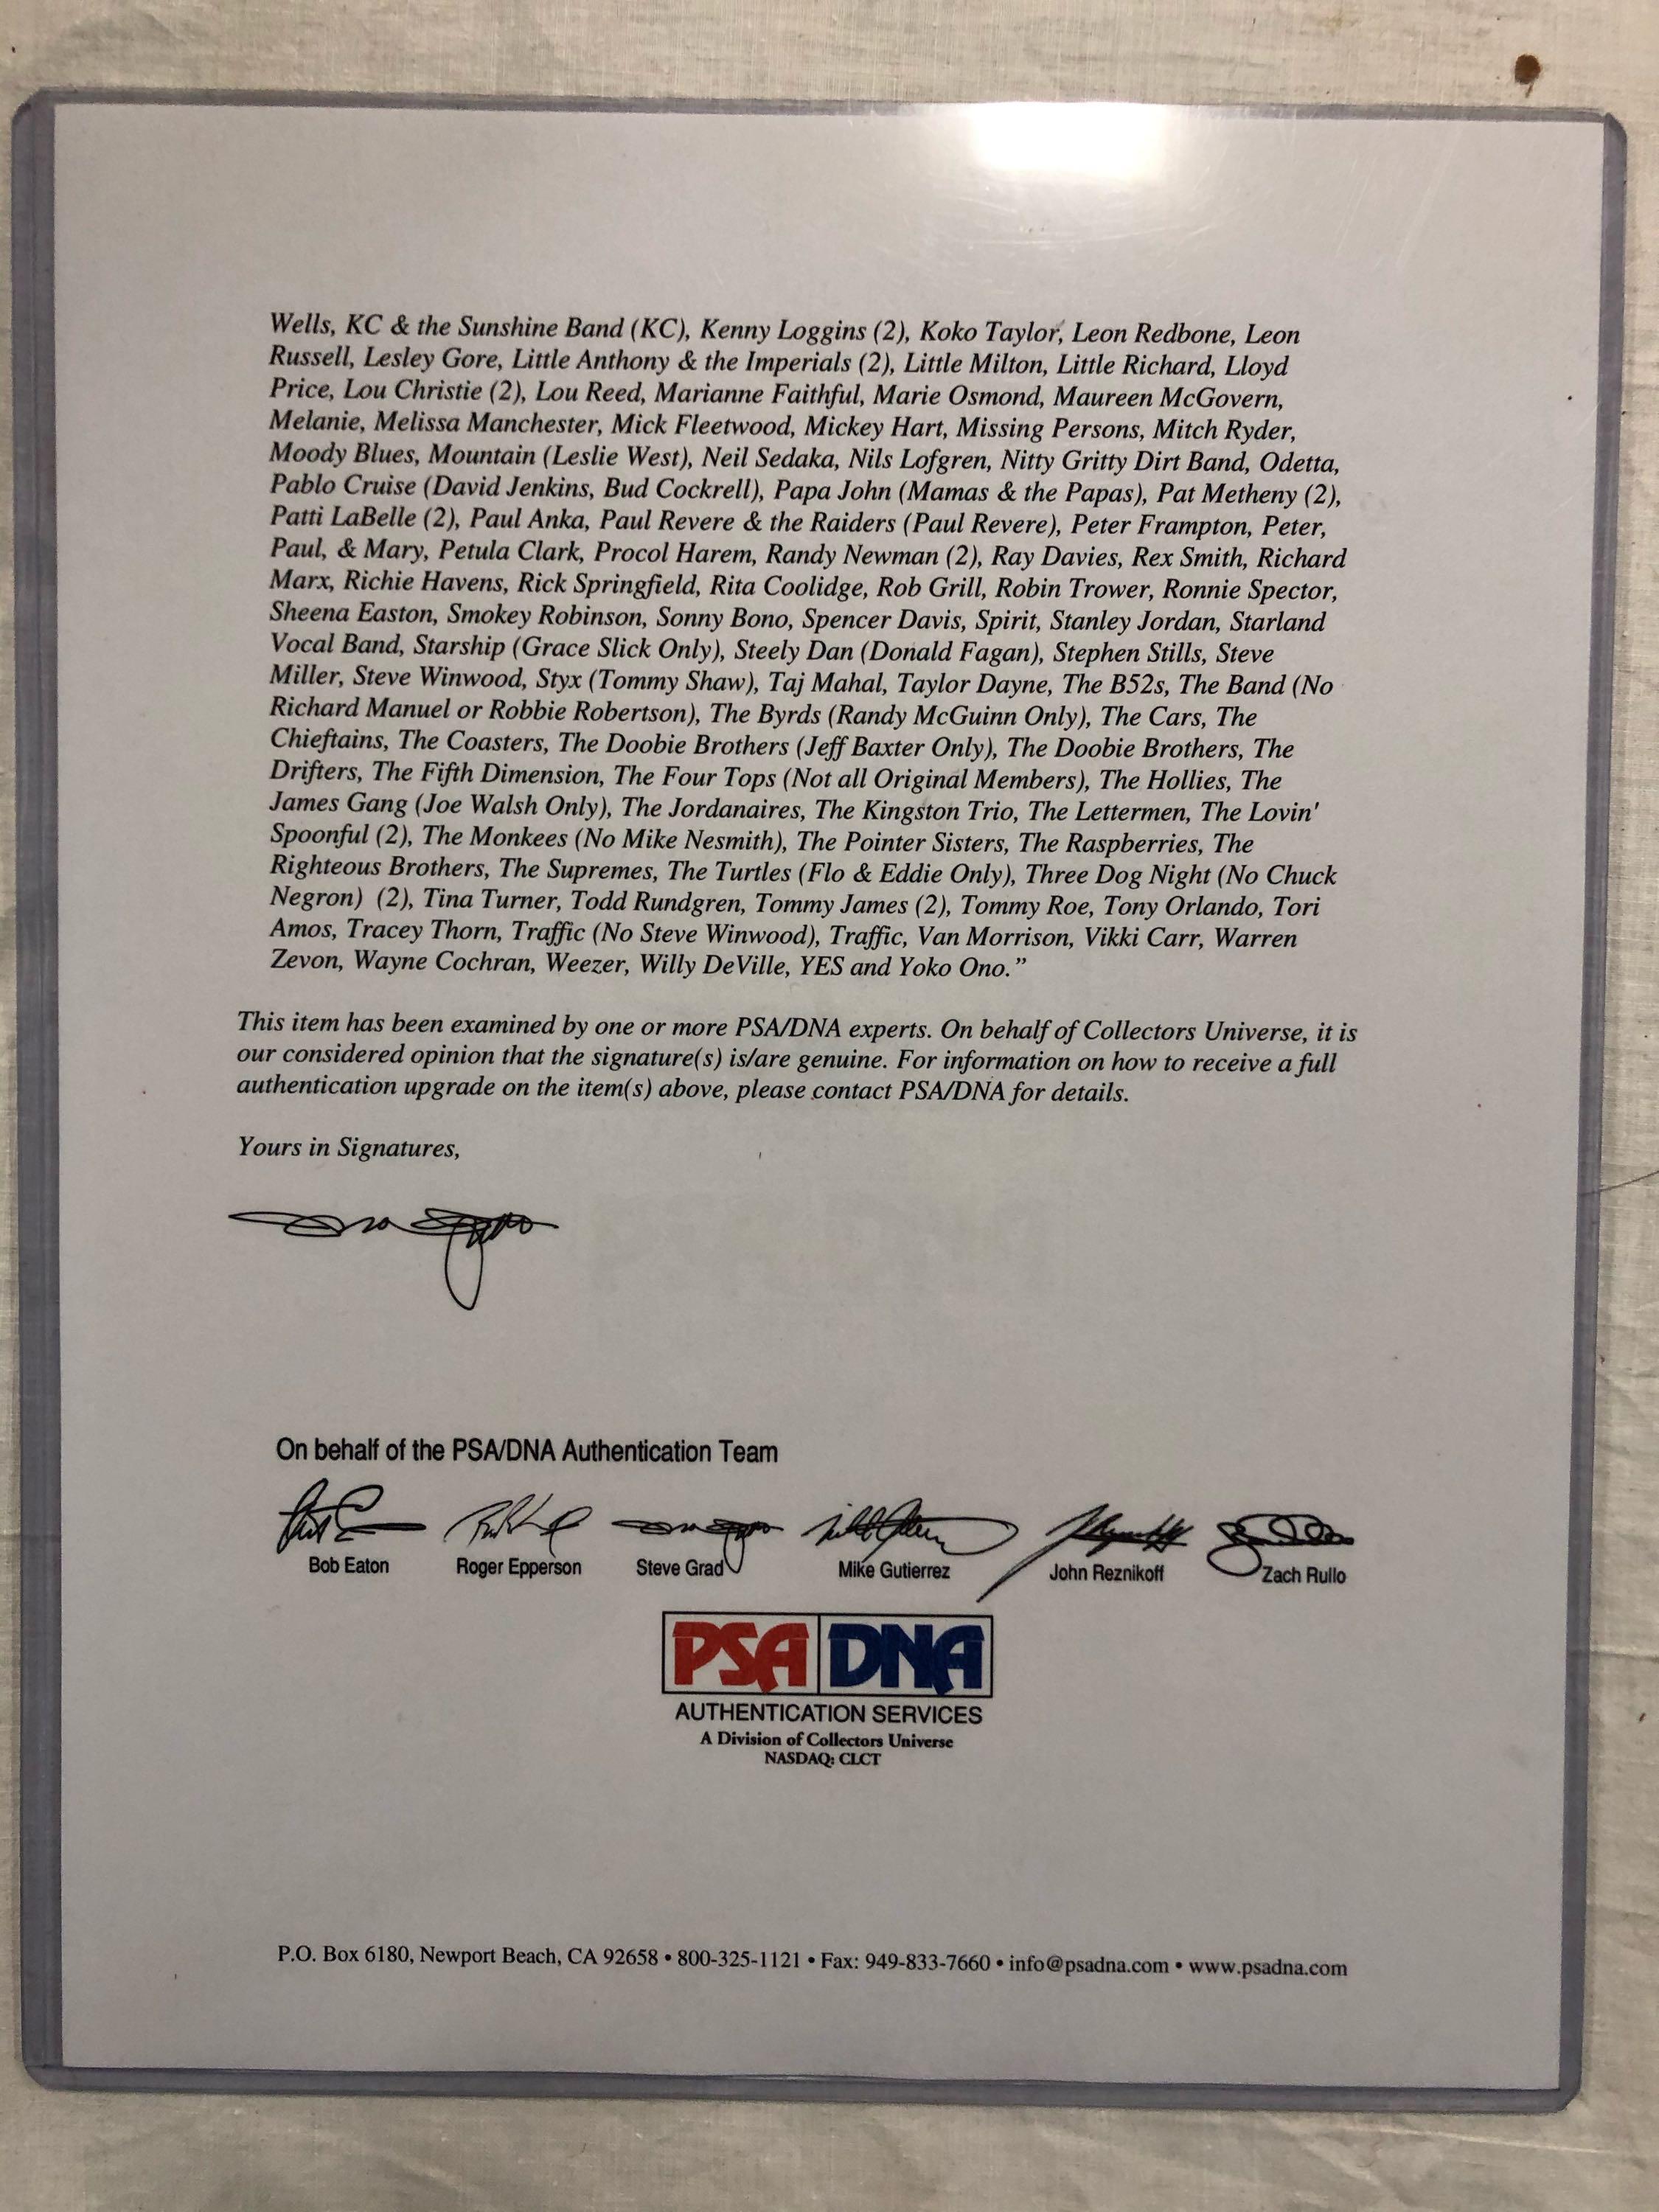 Wells, KC & the Sunshine Band (KC), Kenny Loggins (2), Koko Taylor, Leon Redbone, Leon
Russell, Lesley Gore, Little Anthony & the Imperials (2), Little Milton, Little Richard, Lloyd
Price, Lou Christie (2), Lou Reed, Marianne Faithful, Marie Osmond, Maureen McGovern,
Melanie, Melissa Manchester, Mick Fleetwood, Mickey Hart, Missing Persons, Mitch Ryder,
Moody Blues, Mountain (Leslie West), Neil Sedaka, Nils Lofgren, Nitty Gritty Dirt Band, Odetta,
Pablo Cruise (David Jenkins, Bud Cockrell), Papa John (Mamas & the Papas), Pat Metheny (2),
Patti LaBelle (2), Paul Anka, Paul Revere & the Raiders (Paul Revere), Peter Frampton, Peter,
Paul, & Mary, Petula Clark, Procol Harem, Randy Newman (2), Ray Davies, Rex Smith, Richard
Marx, Richie Havens, Rick Springfield, Rita Coolidge, Rob Grill, Robin Trower, Ronnie Spector,
Sheena Easton, Smokey Robinson, Sonny Bono, Spencer Davis, Spirit, Stanley Jordan, Starland
Vocal Band, Starship (Grace Slick Only), Steely Dan (Donald Fagan), Stephen Stills, Steve
Miller, Steve Winwood, Styx (Tommy Shaw), Taj Mahal, Taylor Dayne, The B52s, The Band (No
Richard Manuel or Robbie Robertson), The Byrds (Randy McGuinn Only), The Cars, The
Chieftains, The Coasters, The Doobie Brothers (Jeff Baxter Only), The Doobie Brothers, The
Drifters, The Fifth Dimension, The Four Tops (Not all Original Members), The Hollies, The
James Gang (Joe Walsh Only), The Jordanaires, The Kingston Trio, The Lettermen, The Lovin'
Spoonful (2), The Monkees (No Mike Nesmith), The Pointer Sisters, The Raspberries, The
Righteous Brothers, The Supremes, The Turtles (Flo & Eddie Only), Three Dog Night (No Chuck
Negron) (2), Tina Turner, Todd Rundgren, Tommy James (2), Tommy Roe, Tony Orlando, Tori
Amos, Tracey Thorn, Traffic (No Steve Winwood), Traffic, Van Morrison, Vikki Carr, Warren
Zevon, Wayne Cochran, Weezer, Willy DeVille, YES and Yoko Ono.”
This item has been examined by one or more PSA/DNA experts. On behalf of Collectors Universe, it is
our considered opinion that the signature(s) is/are genuine. For information on how to receive a full
authentication upgrade on the item(s) above, please contact PSA/DNA for details.
Yours in Signatures,
On behalf of the PSA/DNA Authentication Team
Bob Eaton Roger Epperson Steve Grad Mike Gutierrez John Reznikoff Zach Rullo
PSA DNA
AUTHENTICATION SERVICES
A Division of Collectors Universe
NASDAQ: CLCT
P.O. Box 6180, Newport Beach, CA 92658 • 800-325-1121 • Fax: 949-833-7660 • info@psadna.com • www.psadna.com